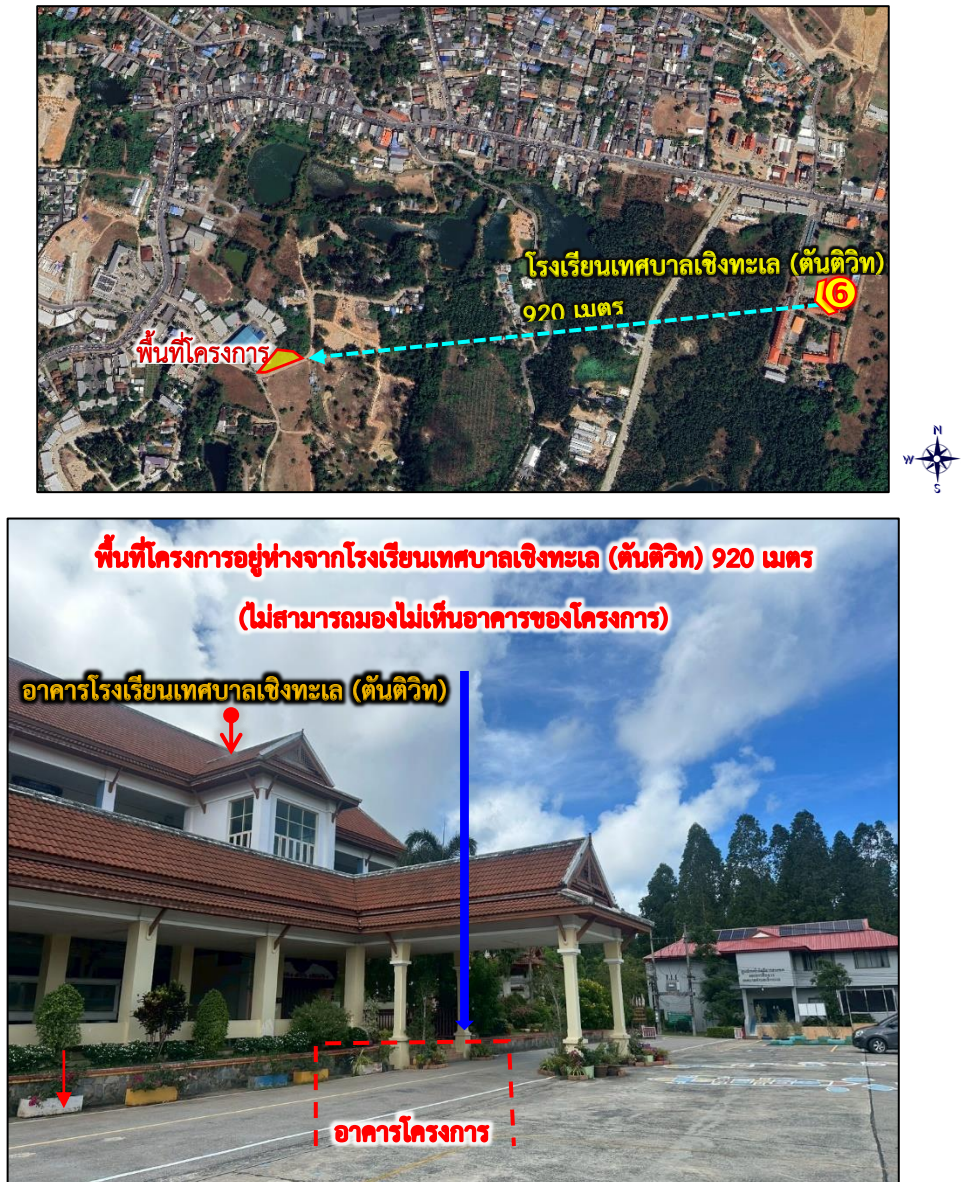 โรงเรียนเทศบาลเชิงทะเล (ตันติวิท)
920 เมตร
6
พื้นที่โครงการ
N
W
S
พื้นที่โครงการอยู่ห่างจากโรงเรียนเทศบาลเชิงทะเล (ตันติวิท) 920 เมตร
(ไม่สามารถมองไม่เห็นอาคารของโครงการ)
อาคารโรงเรียนเทศบาลเชิงทะเล (ตันติวิท)
อาคารโครงการ